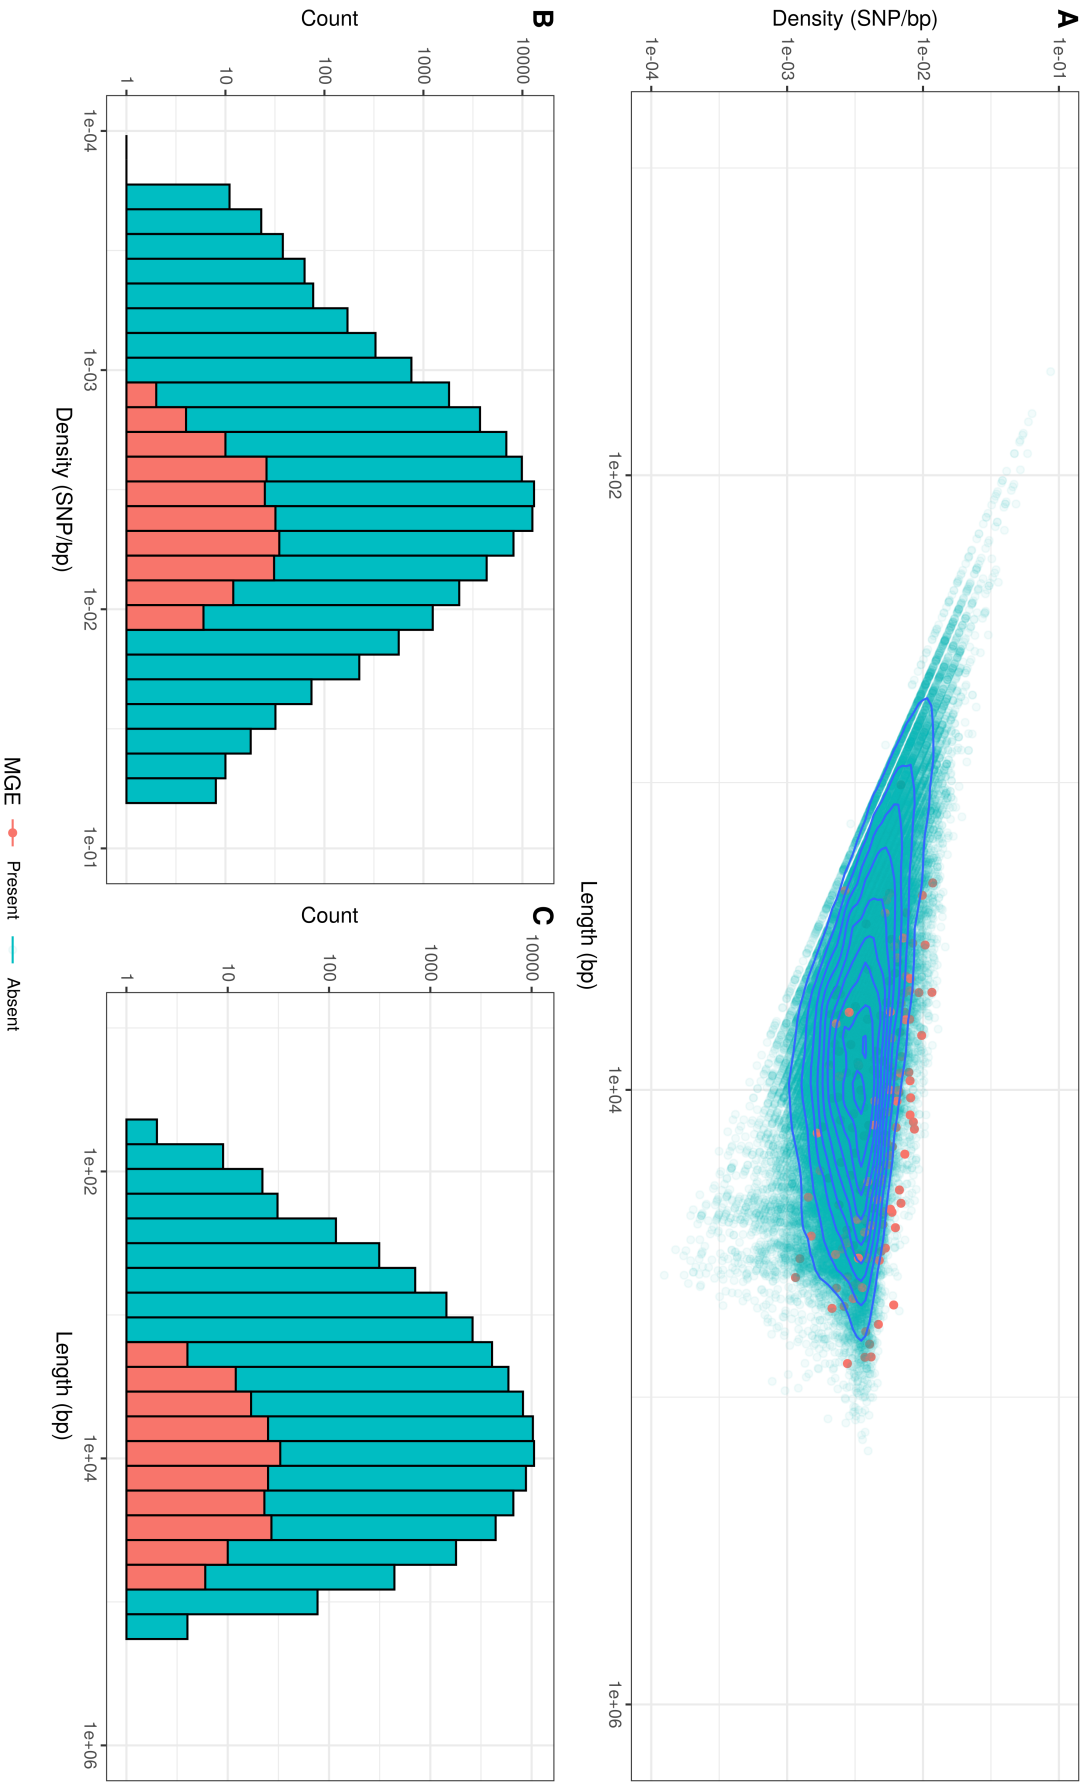 A
Density (SNP/bp)
1e-01
1e-02
1e-03
1e-04
1e+02
1e+04
1e+06
Length (bp)
B
Count
10000
1000
100
10
1
1e-04
1e-03
1e-02
1e-01
Density (SNP/bp)
C
Count
10000
1000
100
10
1
1e+02
1e+04
1e+06
Length (bp)
MGE Present Absent